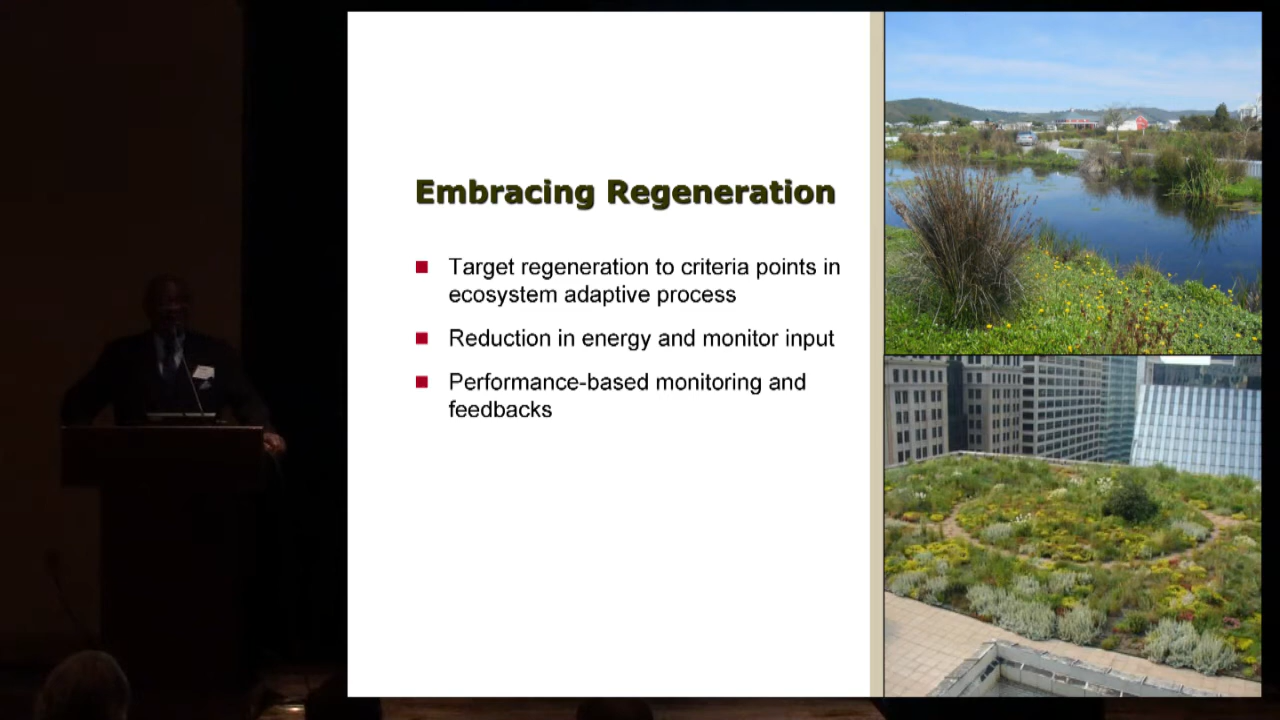 Embracing Regeneration
Target regeneration to criteria points in
ecosystem adaptive process
Reduction in energy and monitor input
Performance-based monitoring and
feedbacks